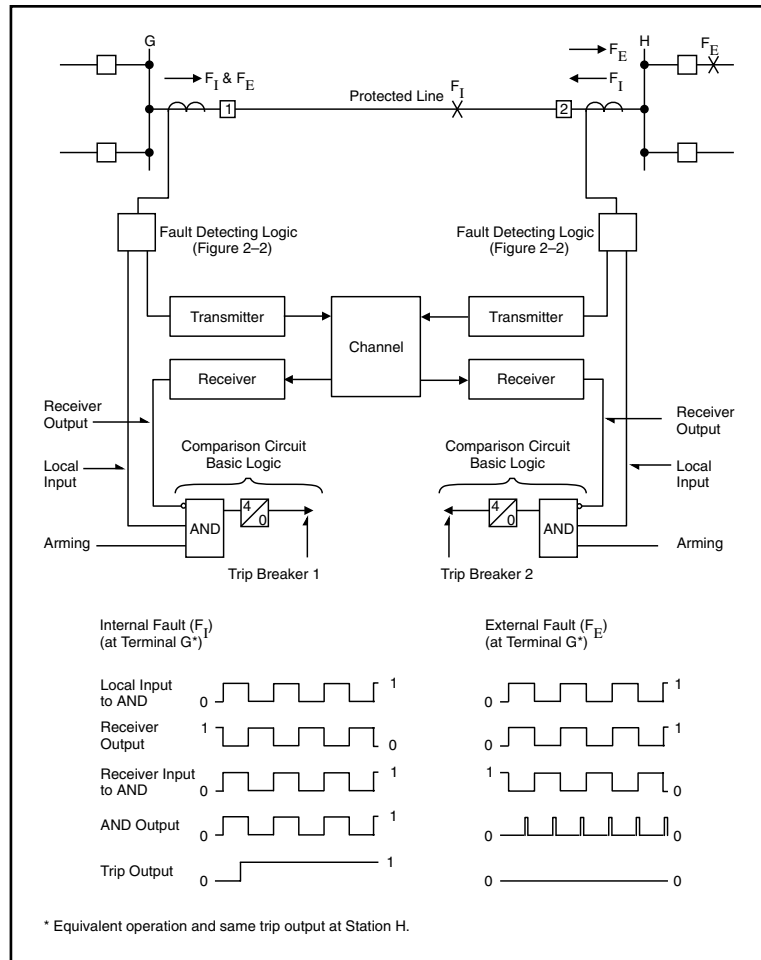 G
H
F_E
F_E
F_I & F_E
F_I
F_I
Protected Line
1
2
Fault Detecting Logic
(Figure 2–2)
Fault Detecting Logic
(Figure 2–2)
Transmitter
Channel
Transmitter
Receiver
Receiver
Receiver
Output
Receiver
Output
Comparison Circuit
Basic Logic
Comparison Circuit
Basic Logic
Local
Input
Local
Input
4
0
4
0
AND
AND
Arming
Arming
Trip Breaker 1
Trip Breaker 2
Internal Fault (F_I)
(at Terminal G*)
External Fault (F_E)
(at Terminal G*)
Local Input
to AND
0
1
0
1
Receiver
Output
1
0
0
1
Receiver Input
to AND
0
1
1
0
AND Output
0
1
0
0
Trip Output
0
1
0
0
* Equivalent operation and same trip output at Station H.